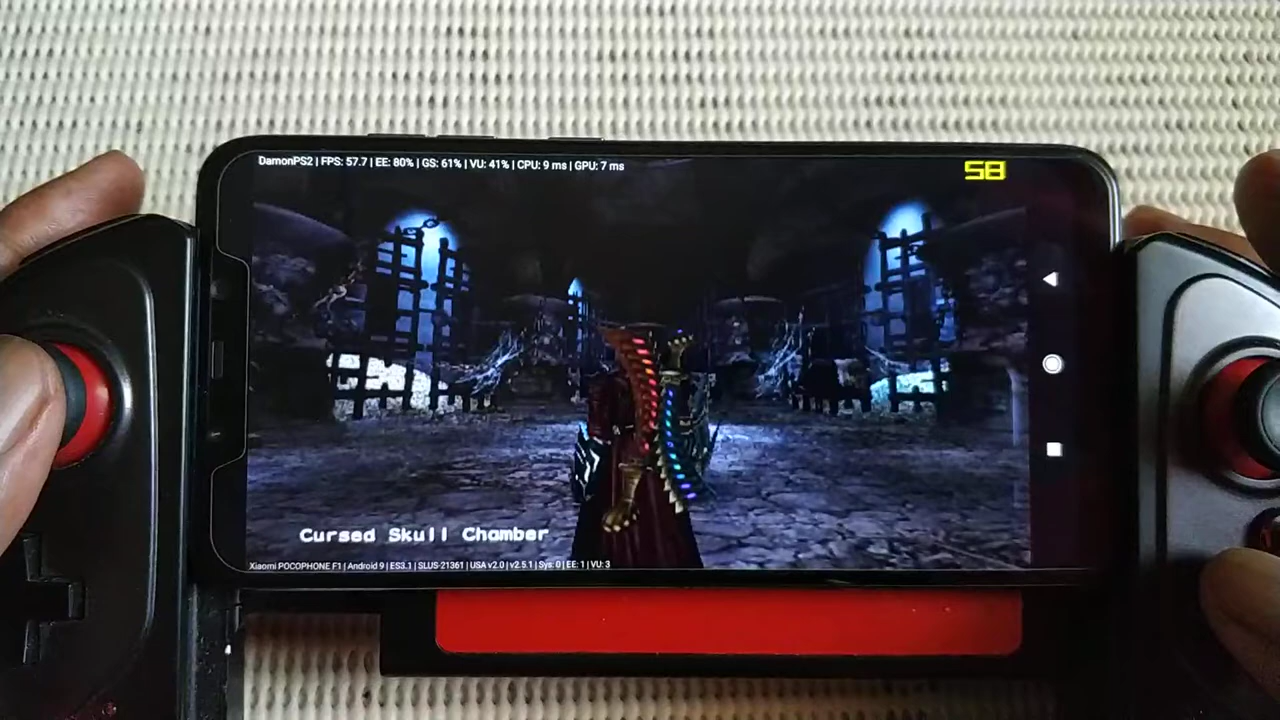 DamonPS2 | FPS: 57.7 | EE: 80% | GS: 61% | VU: 41% | CPU: 9 ms | GPU: 7 ms
58
Cursed Skull Chamber
Xiaomi POCOPHONE F1 | Android 9 | ES3.1 | SLUS-21361 | USA v2.0 | v2.5.1 | Sys: 0 | EE: 1 | VU: 3